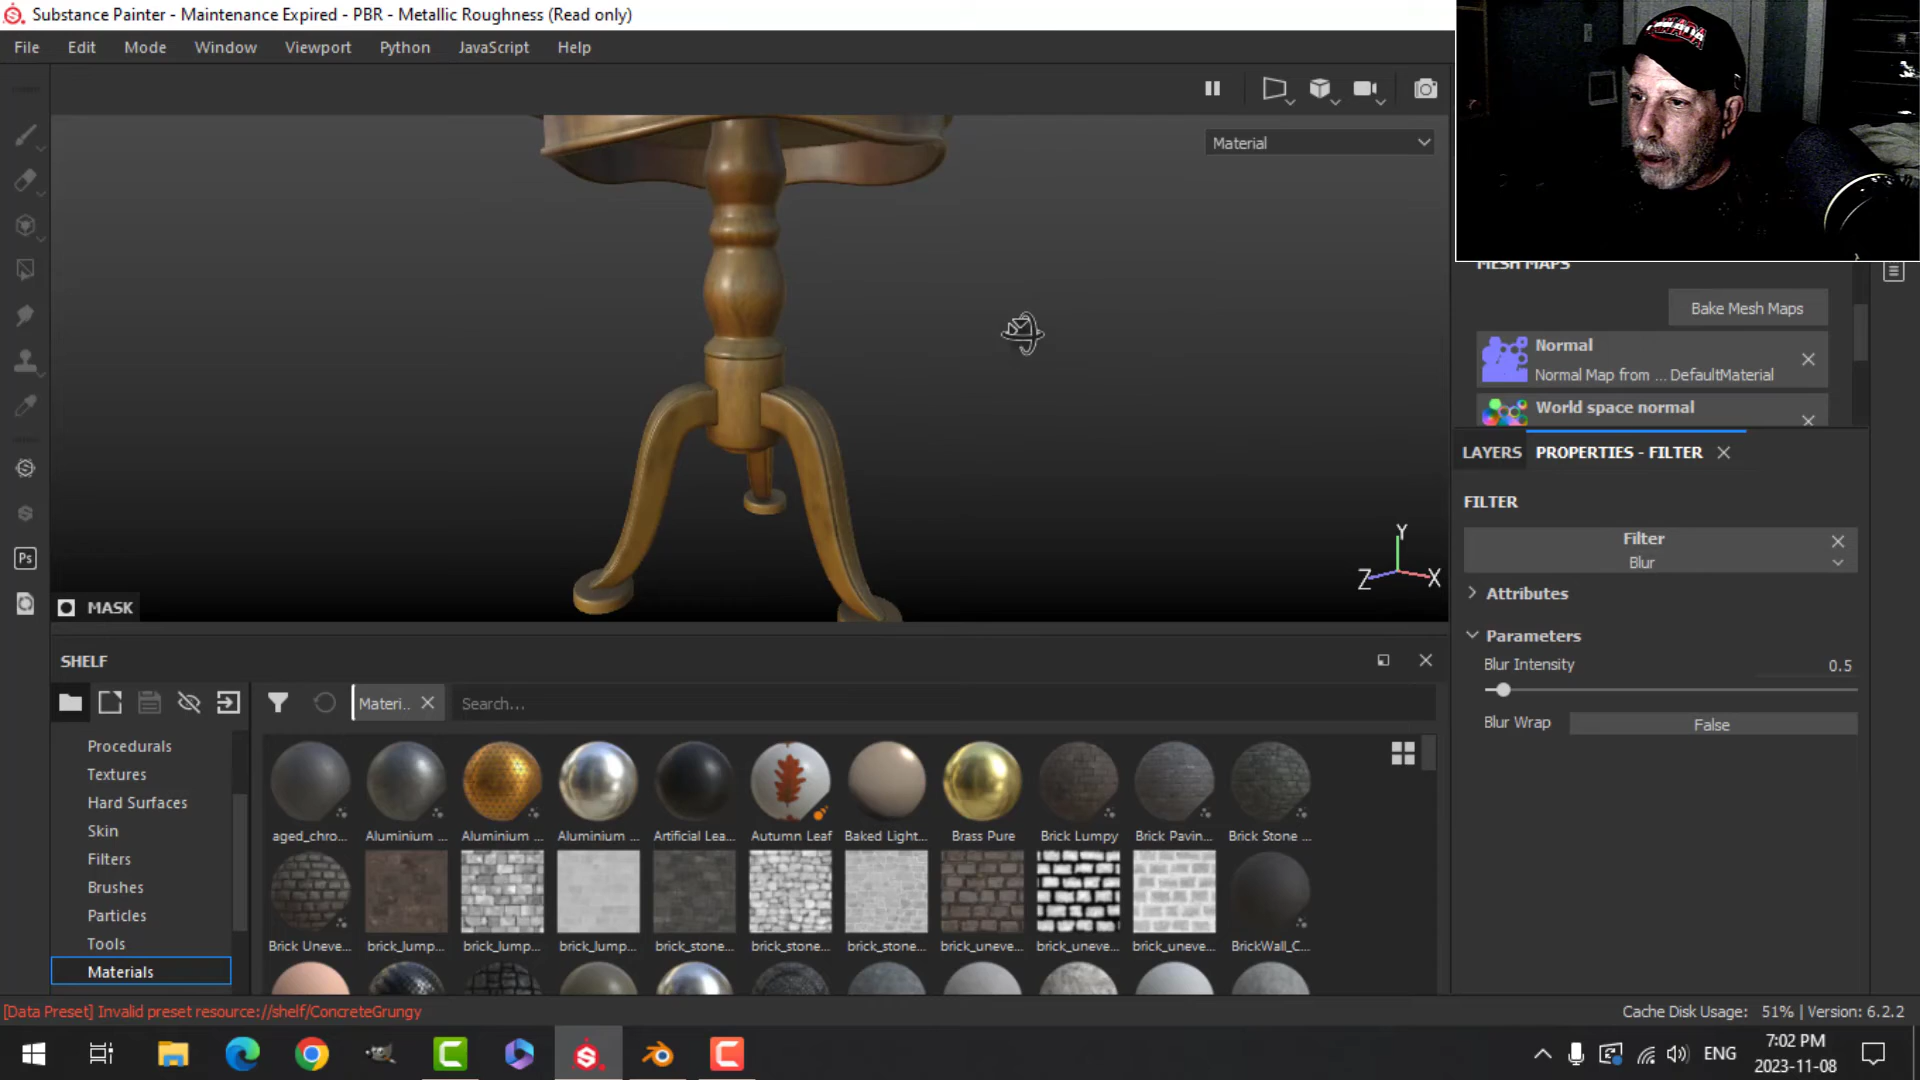 Substance Painter - Maintenance Expired - PBR - Metallic Roughness (Read only)
File Edit Mode Window Viewport Python JavaScript Help
CANADA
Material
MESH MAPS
Bake Mesh Maps
Normal
Normal Map from ... DefaultMaterial
World space normal
LAYERS PROPERTIES - FILTER
FILTER
Filter
Blur
Attributes
Parameters
Blur Intensity 0.5
Blur Wrap False
Y
Z X
Ps
MASK
SHELF
Materi.. Search...
Procedurals
Textures
Hard Surfaces
Skin
Filters
Brushes
Particles
Tools
Materials
aged_chro... Aluminium ... Aluminium ... Aluminium ... Artificial Lea... Autumn Leaf Baked Light... Brass Pure Brick Lumpy Brick Pavin... Brick Stone ...
Brick Uneve... brick_lump... brick_lump... brick_lump... brick_stone... brick_stone... brick_stone... brick_uneve... brick_uneve... brick_uneve... BrickWall_C...
[Data Preset] Invalid preset resource://shelf/ConcreteGrungy
Cache Disk Usage: 51% | Version: 6.2.2
ENG
7:02 PM
2023-11-08